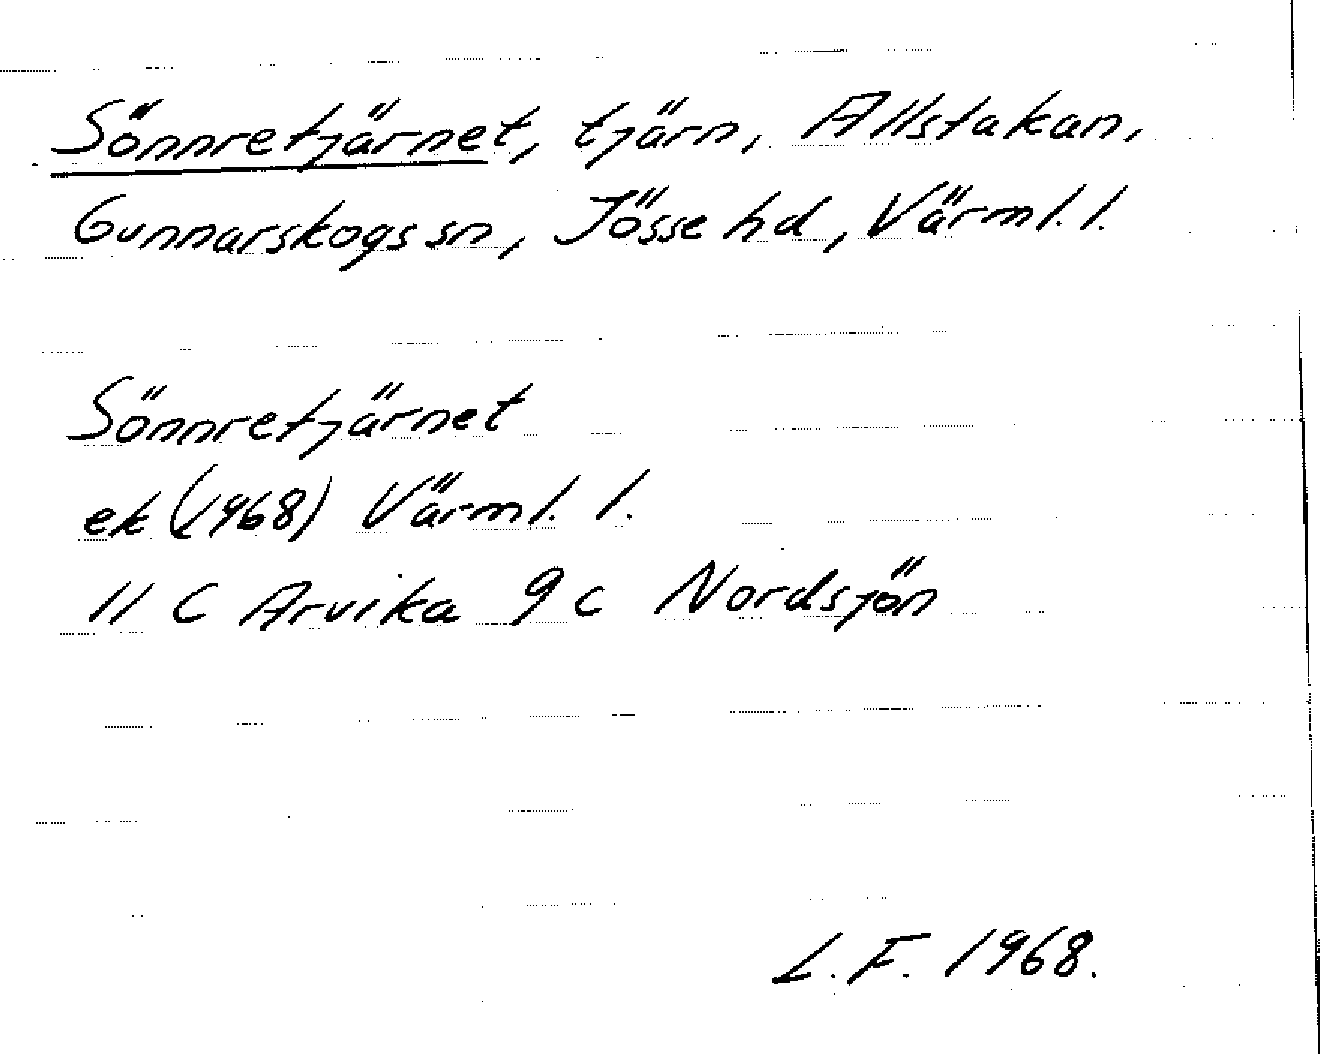 Sönnretjärnet, tjärn, Allstakan,
Gunnarskogs sn, Jösse hd, Värml. l.
Sönnretjärnet
ek (1968) Värml. l.
11 C Arvika 9 c Nordsjön
L. F. 1968.